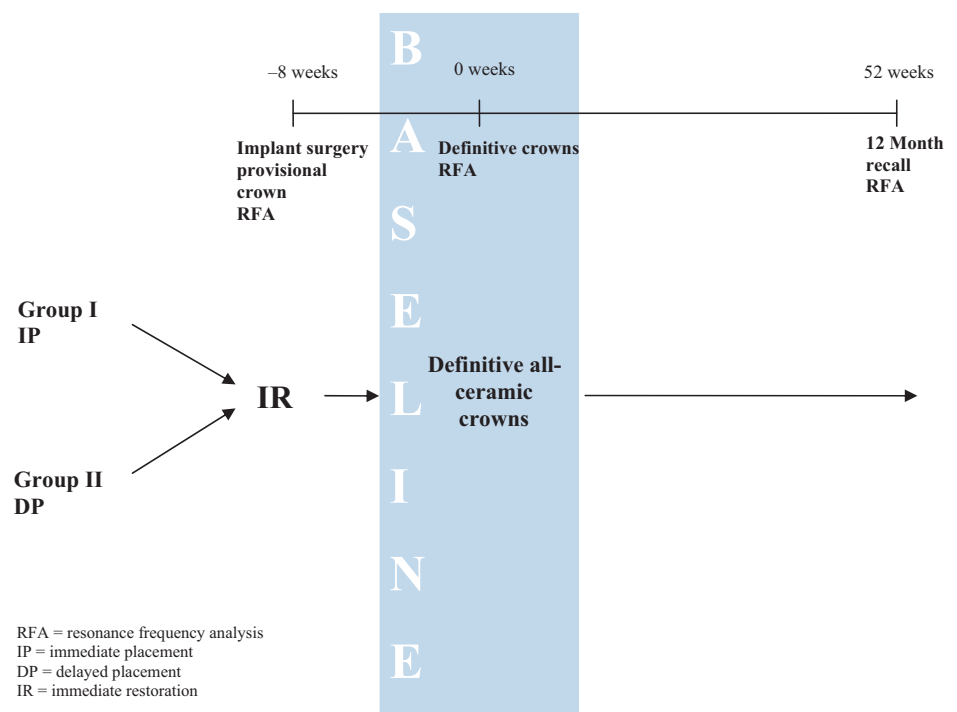 –8 weeks
0 weeks
52 weeks
Implant surgery
provisional
crown
RFA
Definitive crowns
RFA
12 Month
recall
RFA
B
A
S
E
L
I
N
E
Group I
IP
Group II
DP
IR
Definitive all-
ceramic
crowns
RFA = resonance frequency analysis
IP = immediate placement
DP = delayed placement
IR = immediate restoration